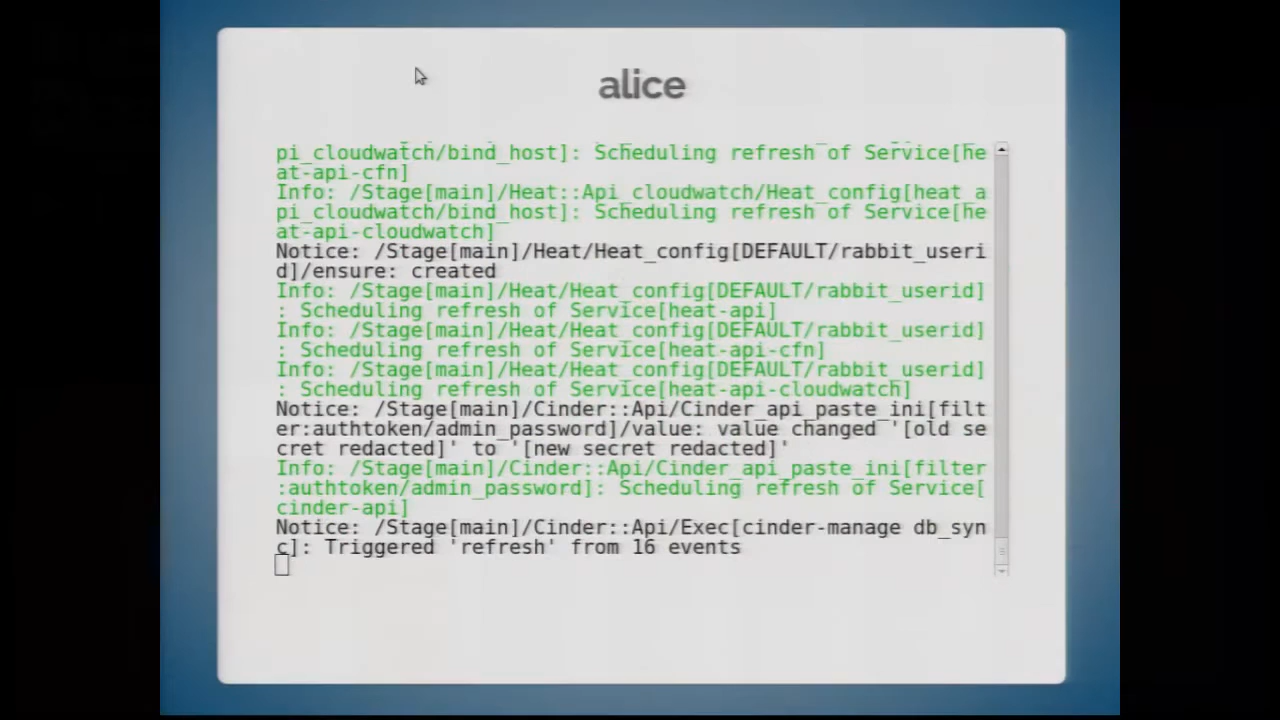 alice
pi_cloudwatch/bind_host]: Scheduling refresh of Service[he
at-api-cfn]
Info: /Stage[main]/Heat::Api_cloudwatch/Heat_config[heat_a
pi_cloudwatch/bind_host]: Scheduling refresh of Service[he
at-api-cloudwatch]
Notice: /Stage[main]/Heat/Heat_config[DEFAULT/rabbit_useri
d]/ensure: created
Info: /Stage[main]/Heat/Heat_config[DEFAULT/rabbit_userid]
: Scheduling refresh of Service[heat-api]
Info: /Stage[main]/Heat/Heat_config[DEFAULT/rabbit_userid]
: Scheduling refresh of Service[heat-api-cfn]
Info: /Stage[main]/Heat/Heat_config[DEFAULT/rabbit_userid]
: Scheduling refresh of Service[heat-api-cloudwatch]
Notice: /Stage[main]/Cinder::Api/Cinder_api_paste_ini[filt
er:authtoken/admin_password]/value: value changed '[old se
cret redacted]' to '[new secret redacted]'
Info: /Stage[main]/Cinder::Api/Cinder_api_paste_ini[filter
:authtoken/admin_password]: Scheduling refresh of Service[
cinder-api]
Notice: /Stage[main]/Cinder::Api/Exec[cinder-manage db_syn
c]: Triggered 'refresh' from 16 events